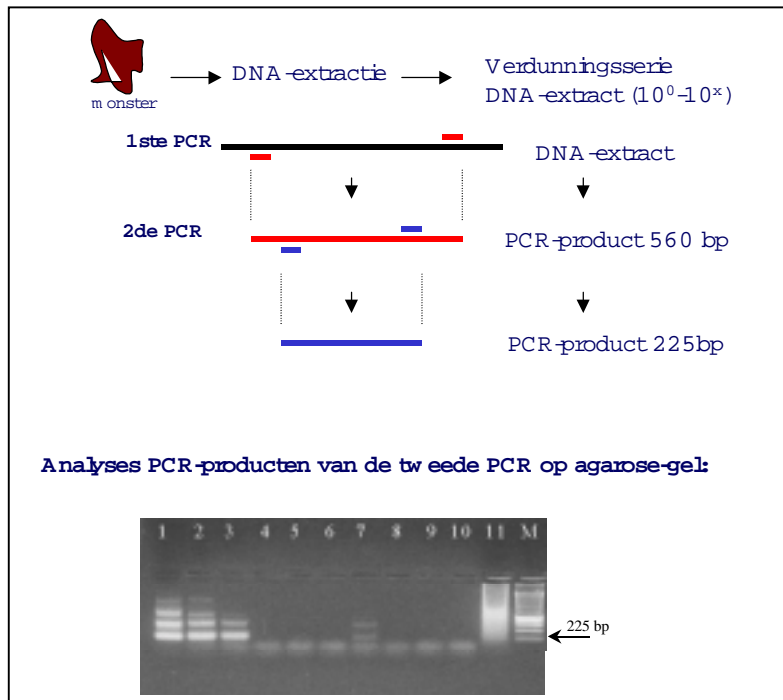 DNA-extractie
Verdunningsserie
monster
DNA-extract (10⁰-10ˣ)
1ste PCR
DNA-extract
2de PCR
PCR-product 560 bp
PCR-product 225bp
Analyses PCR-producten van de tweede PCR op agarose-gel:
1 2 3 4 5 6 7 8 9 10 11 M
225 bp